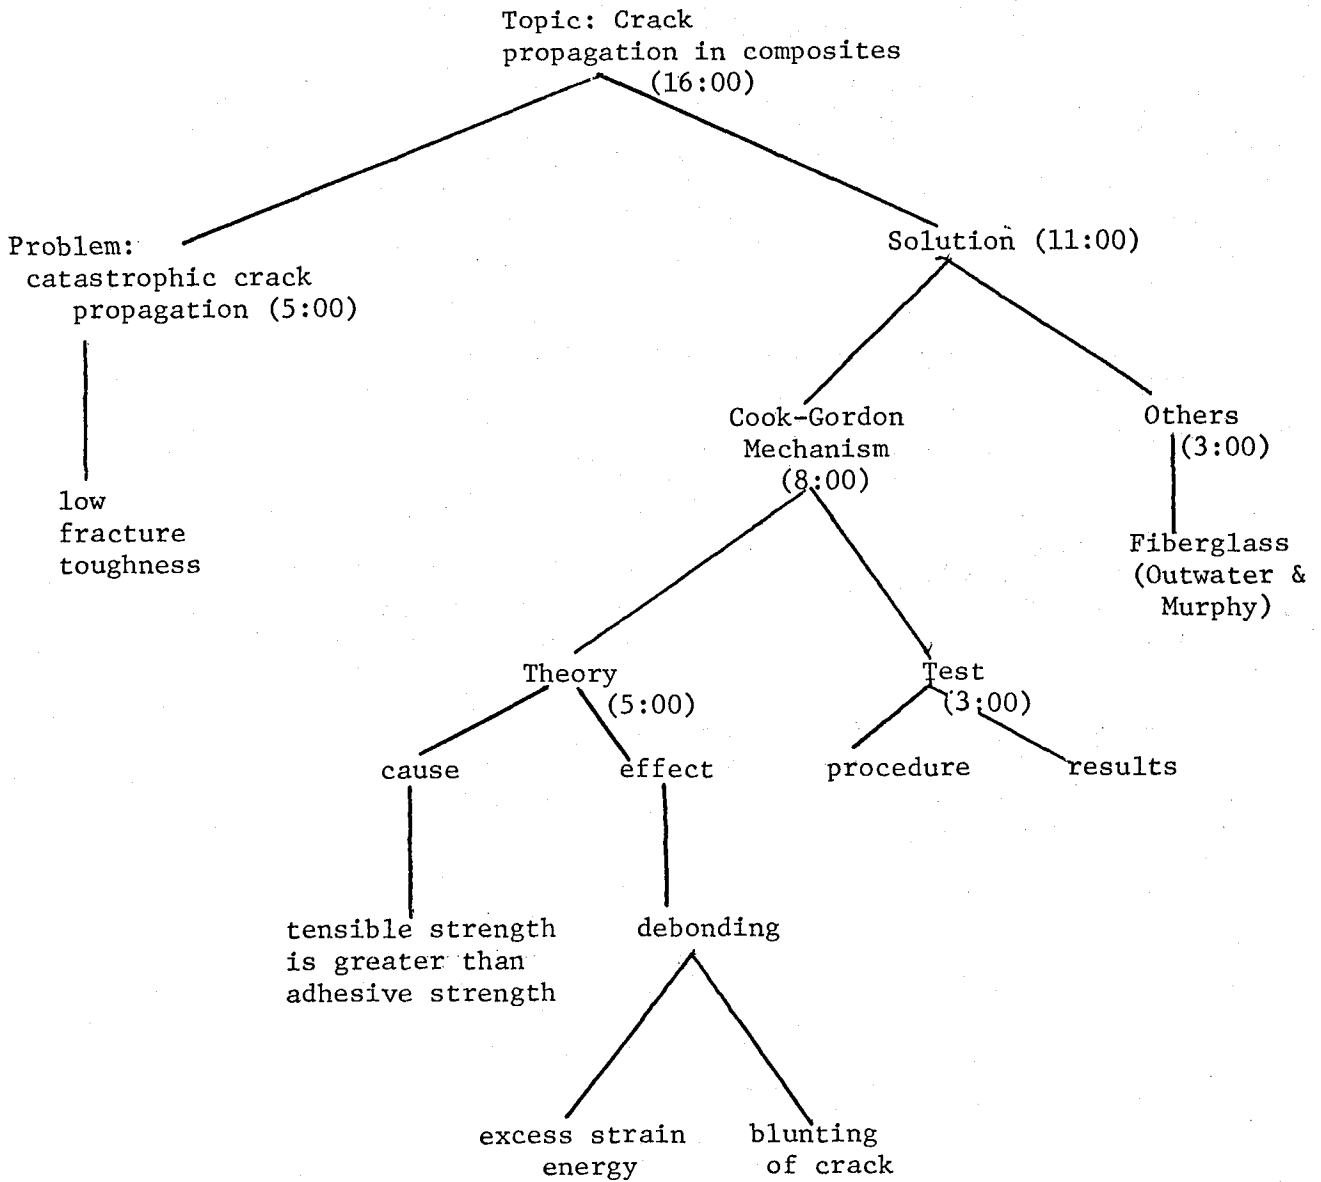 Topic: Crack
propagation in composites
(16:00)
Problem:
catastrophic crack
propagation (5:00)
Solution (11:00)
low
fracture
toughness
Cook-Gordon
Mechanism
(8:00)
Others
(3:00)
Fiberglass
(Outwater &
Murphy)
Theory
(5:00)
Test
(3:00)
cause
effect
procedure
results
tensible strength
is greater than
adhesive strength
debonding
excess strain
energy
blunting
of crack